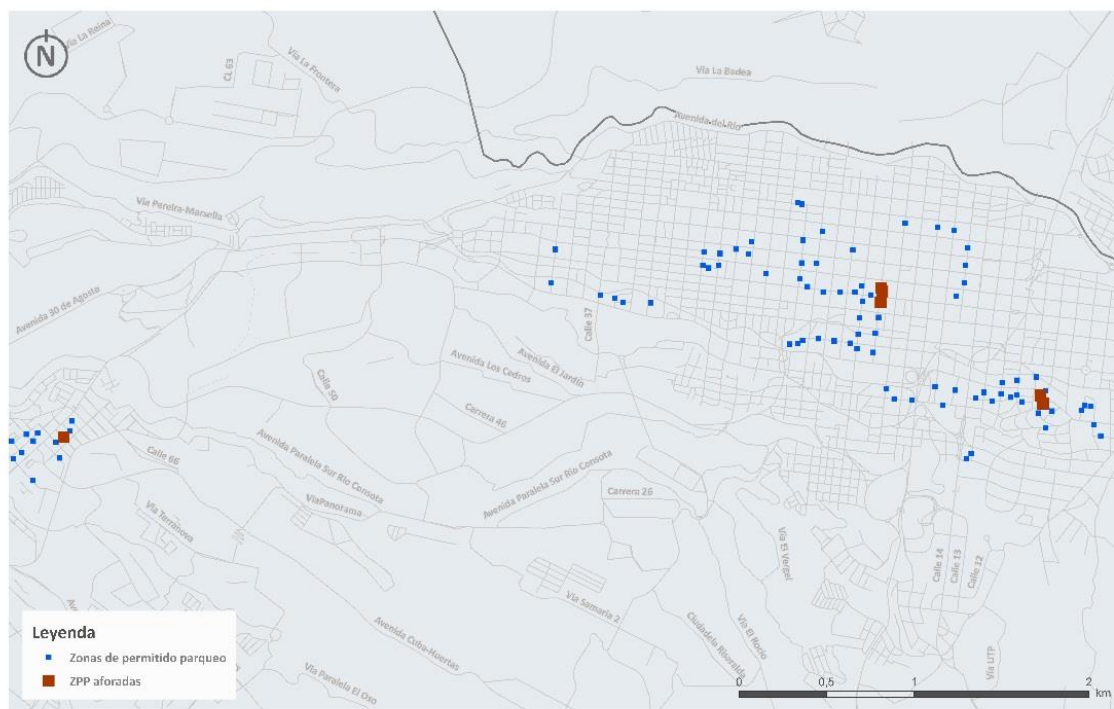 N
Vía La Reina
CL 63
Vía La Frontera
Vía La Badea
Avenida del Río
Vía Pereira-Marsella
Avenida 30 de Agosto
Calle 37
Avenida El Jardín
Avenida Los Cedros
Calle 50
Carrera 46
Calle 66
Avenida Paralela Sur Río Consota
Avenida Paralela Sur Río Consota
Carrera 26
ViaPanorama
Vía Terranova
Vía El Vergel
Calle 14
Calle 13
Calle 12
Vía Samaria 2
Ciudadela Rivereida
Vía El Rocío
Avenida Cuba-Huertas
Vía UTP
Vía Paralela El Oso
Leyenda
Zonas de permitido parqueo
ZPP aforadas
0 0,5 1 2
km